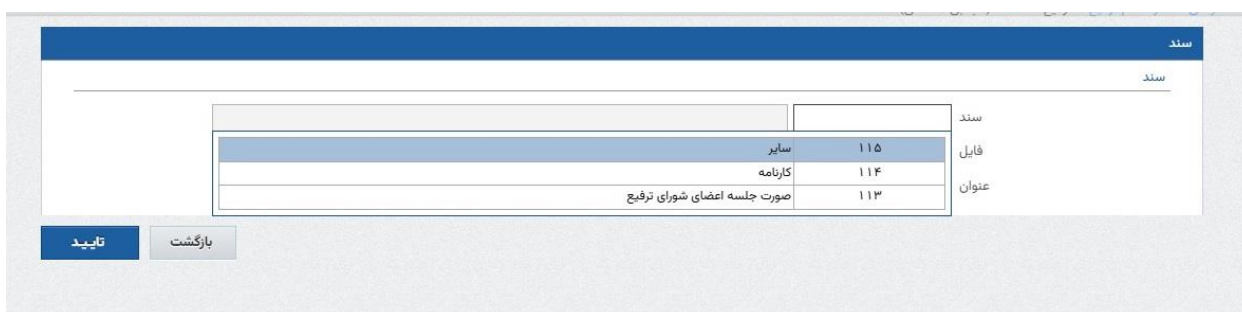 سند
سند
سند
۱۱۵ سایر
فایل
۱۱۴ کارنامه
عنوان
۱۱۳ صورت جلسه اعضای شورای ترفیع
بازگشت
تایید